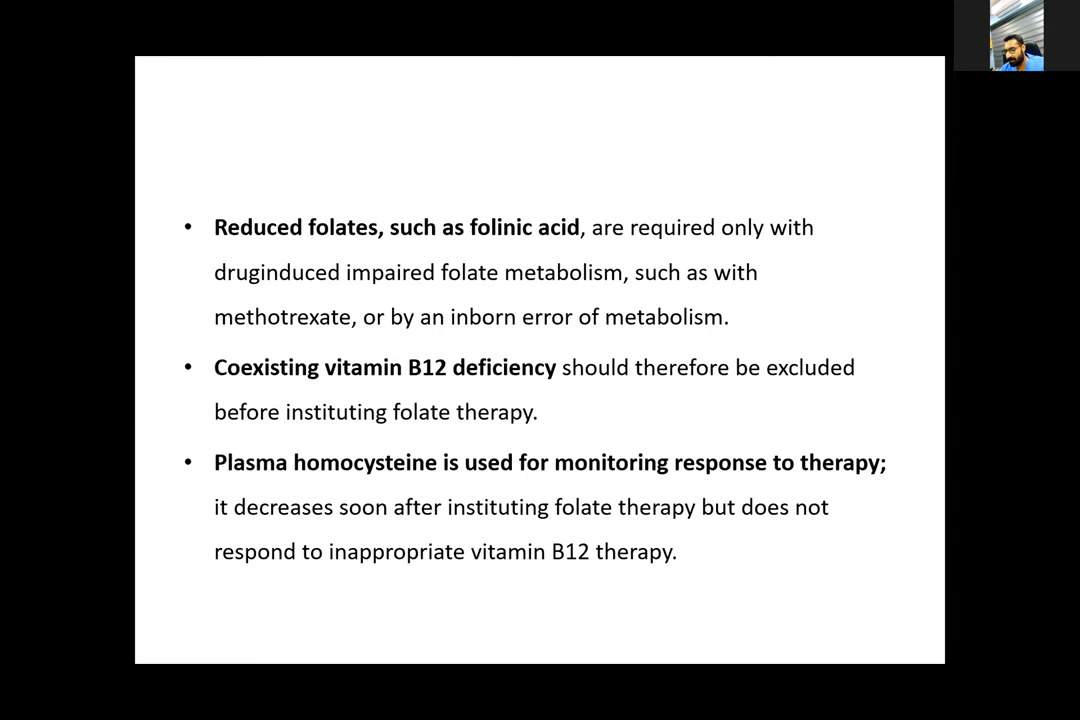 • Reduced folates, such as folinic acid, are required only with
druginduced impaired folate metabolism, such as with
methotrexate, or by an inborn error of metabolism.
• Coexisting vitamin B12 deficiency should therefore be excluded
before instituting folate therapy.
• Plasma homocysteine is used for monitoring response to therapy;
it decreases soon after instituting folate therapy but does not
respond to inappropriate vitamin B12 therapy.